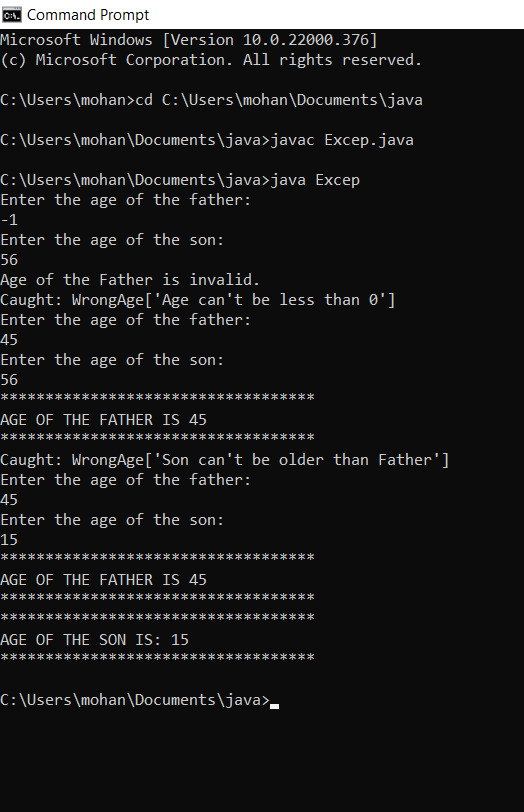 Command Prompt
Microsoft Windows [Version 10.0.22000.376]
(c) Microsoft Corporation. All rights reserved.
C:\Users\mohan>cd C:\Users\mohan\Documents\java
C:\Users\mohan\Documents\java>javac Excep.java
C:\Users\mohan\Documents\java>java Excep
Enter the age of the father:
-1
Enter the age of the son:
56
Age of the Father is invalid.
Caught: WrongAge['Age can't be less than 0']
Enter the age of the father:
45
Enter the age of the son:
56
***********************************
AGE OF THE FATHER IS 45
***********************************
Caught: WrongAge['Son can't be older than Father']
Enter the age of the father:
45
Enter the age of the son:
15
***********************************
AGE OF THE FATHER IS 45
***********************************
***********************************
AGE OF THE SON IS: 15
***********************************
C:\Users\mohan\Documents\java>